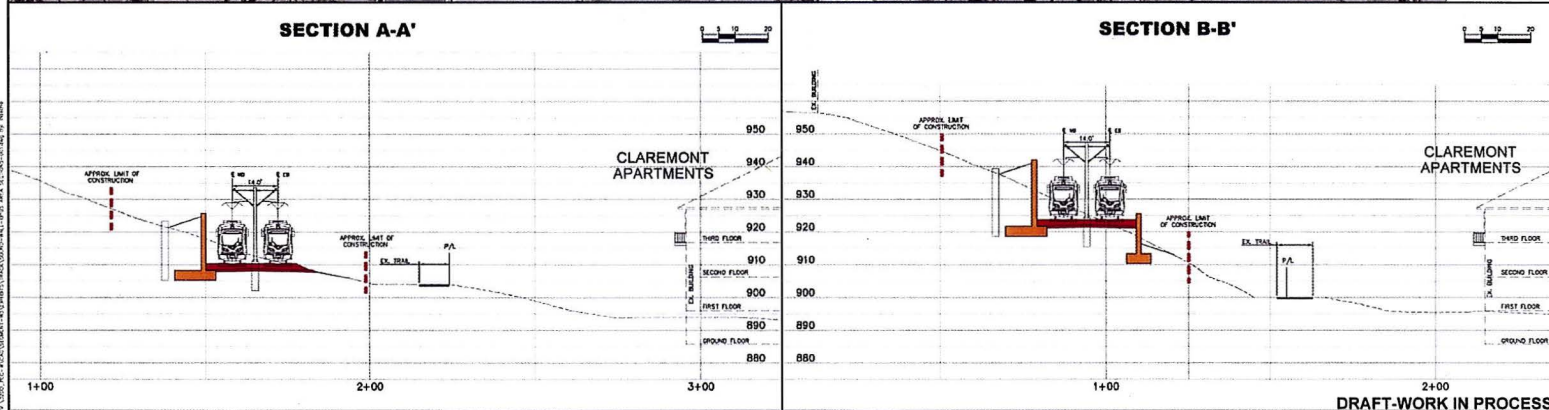 SECTION A-A'
0 5 10 20
APPROX. LIMIT OF
CONSTRUCTION
℄ WB
℄ EB
14.0'
APPROX. LIMIT OF
CONSTRUCTION
EX. TRAIL
P/L
CLAREMONT
APARTMENTS
THIRD FLOOR
SECOND FLOOR
FIRST FLOOR
GROUND FLOOR
EX. BUILDING
950
940
930
920
910
900
890
880
1+00
2+00
3+00
SECTION B-B'
0 5 10 20
EX. BUILDING
APPROX. LIMIT
OF CONSTRUCTION
℄ WB
℄ EB
14.0'
APPROX. LIMIT
OF CONSTRUCTION
EX. TRAIL
P/L
CLAREMONT
APARTMENTS
THIRD FLOOR
SECOND FLOOR
FIRST FLOOR
GROUND FLOOR
EX. BUILDING
950
940
930
920
910
900
890
880
1+00
2+00
DRAFT-WORK IN PROCESS